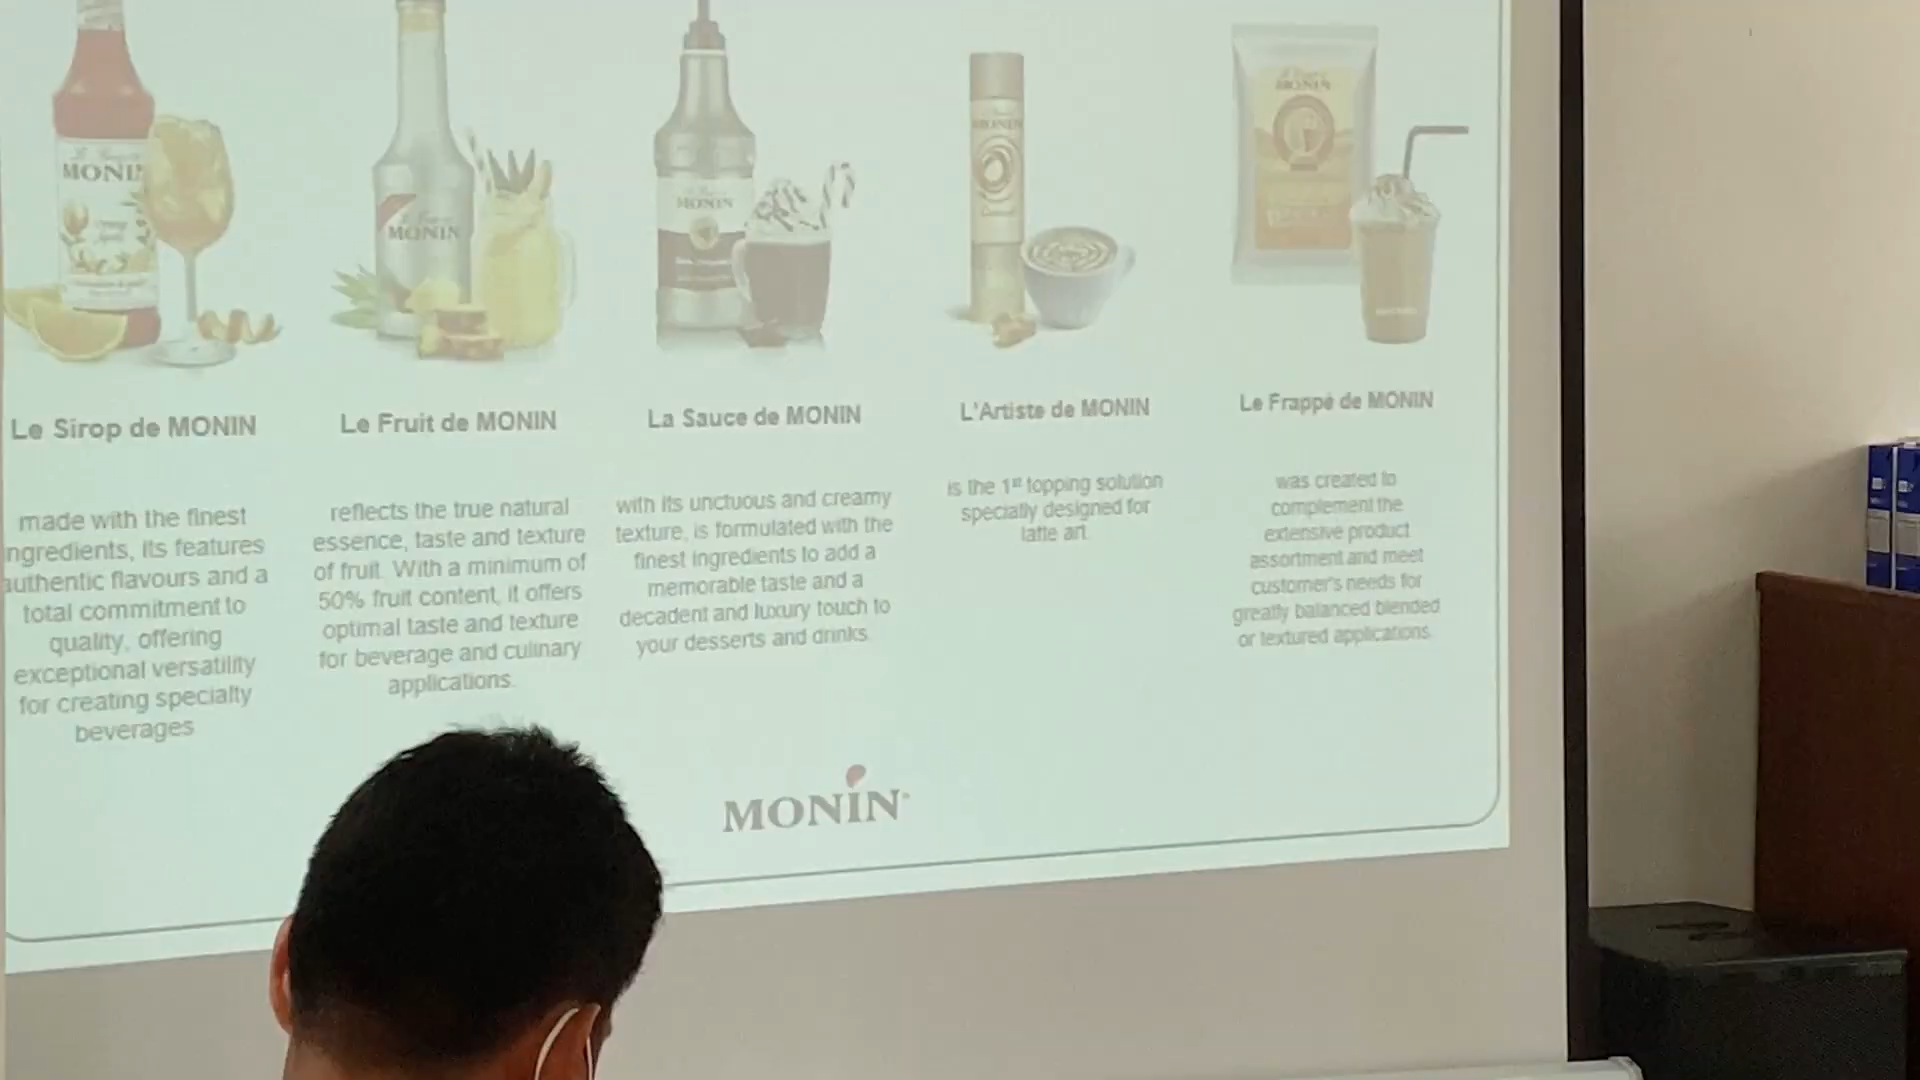 MONIN
MONIN
MONIN
MONIN
MONIN
Le Sirop de MONIN
made with the finest
ingredients, its features
authentic flavours and a
total commitment to
quality, offering
exceptional versatility
for creating specialty
beverages
Le Fruit de MONIN
reflects the true natural
essence, taste and texture
of fruit. With a minimum of
50% fruit content, it offers
optimal taste and texture
for beverage and culinary
applications.
La Sauce de MONIN
with its unctuous and creamy
texture, is formulated with the
finest ingredients to add a
memorable taste and a
decadent and luxury touch to
your desserts and drinks.
L'Artiste de MONIN
is the 1st topping solution
specially designed for
latte art
Le Frappé de MONIN
was created to
complement the
extensive product
assortment and meet
customer's needs for
greatly balanced blended
or textured applications.
MONIN